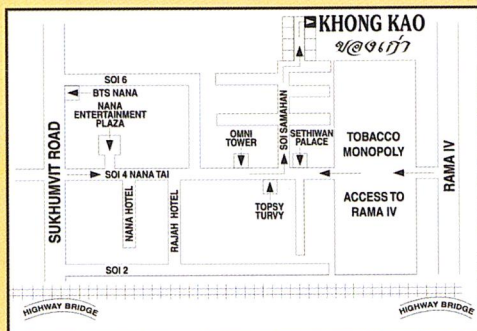 KHONG KAO
ของเก่า
SOI 6
BTS NANA
NANA
ENTERTAINMENT
PLAZA
OMNI
TOWER
SOI SAMAHAN
SETHIWAN
PALACE
TOBACCO
MONOPOLY
SUKHUMVIT ROAD
RAMA IV
SOI 4 NANA TAI
NANA HOTEL
RAJAH HOTEL
TOPSY
TURVY
ACCESS TO
RAMA IV
SOI 2
HIGHWAY BRIDGE
HIGHWAY BRIDGE